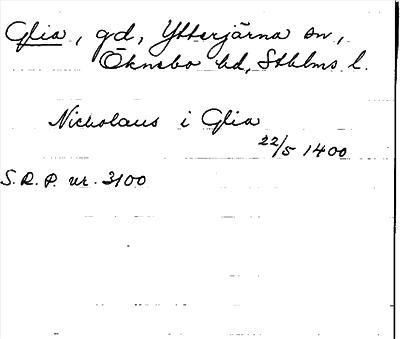 Glia, gd, Ytterjärna sn,
Öknebo hd, Sthlms l.
Nicholaus i Glia
22/5 1400
S.R.P. nr. 3100